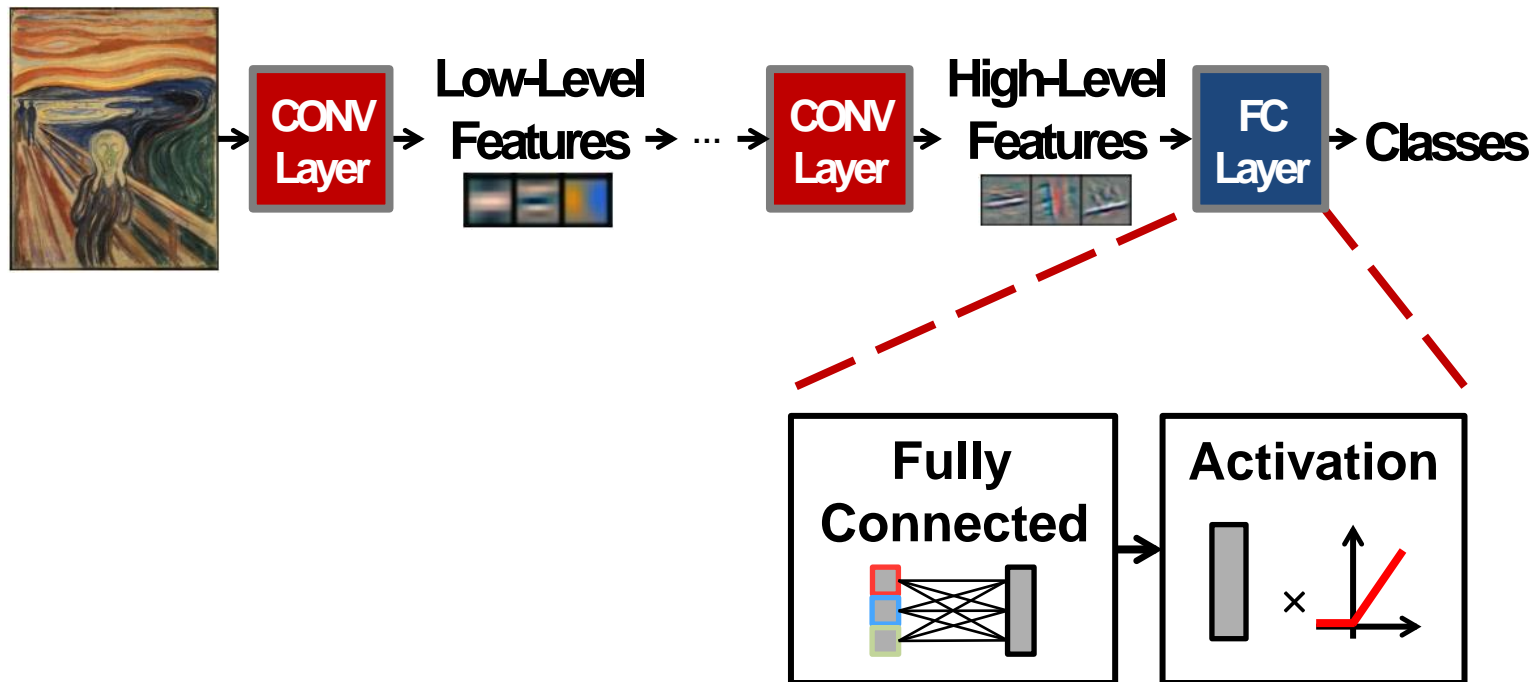 CONV
Layer
Low-Level
Features
...
CONV
Layer
High-Level
Features
FC
Layer
Classes
Fully
Connected
Activation
×